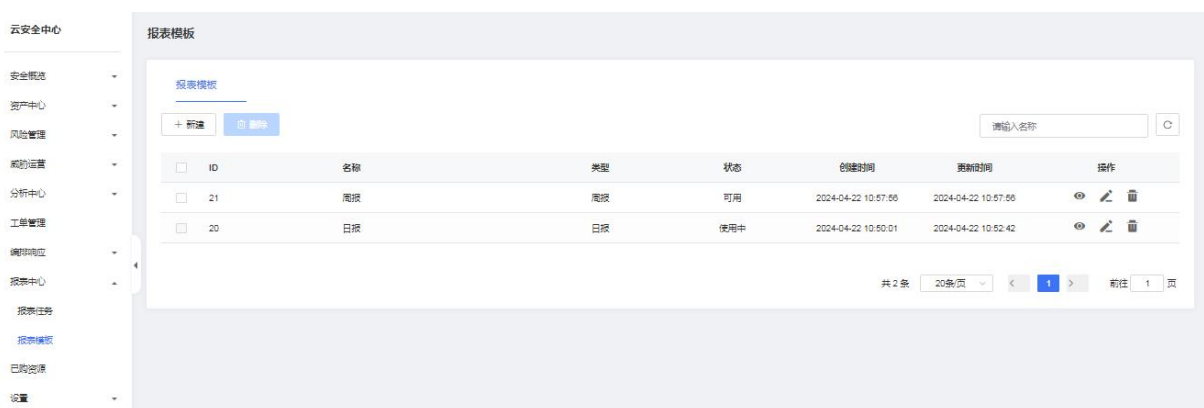 云安全中心
安全概览
资产中心
风险管理
威胁运营
分析中心
工单管理
编排响应
报表中心
报表任务
报表模板
已购资源
设置
报表模板
报表模板
+ 新建 删除 请输入名称
ID 名称 类型 状态 创建时间 更新时间 操作
21 周报 周报 可用 2024-04-22 10:57:56 2024-04-22 10:57:56
20 日报 日报 使用中 2024-04-22 10:50:01 2024-04-22 10:52:42
共 2 条 20条/页 < 1 > 前往 1 页